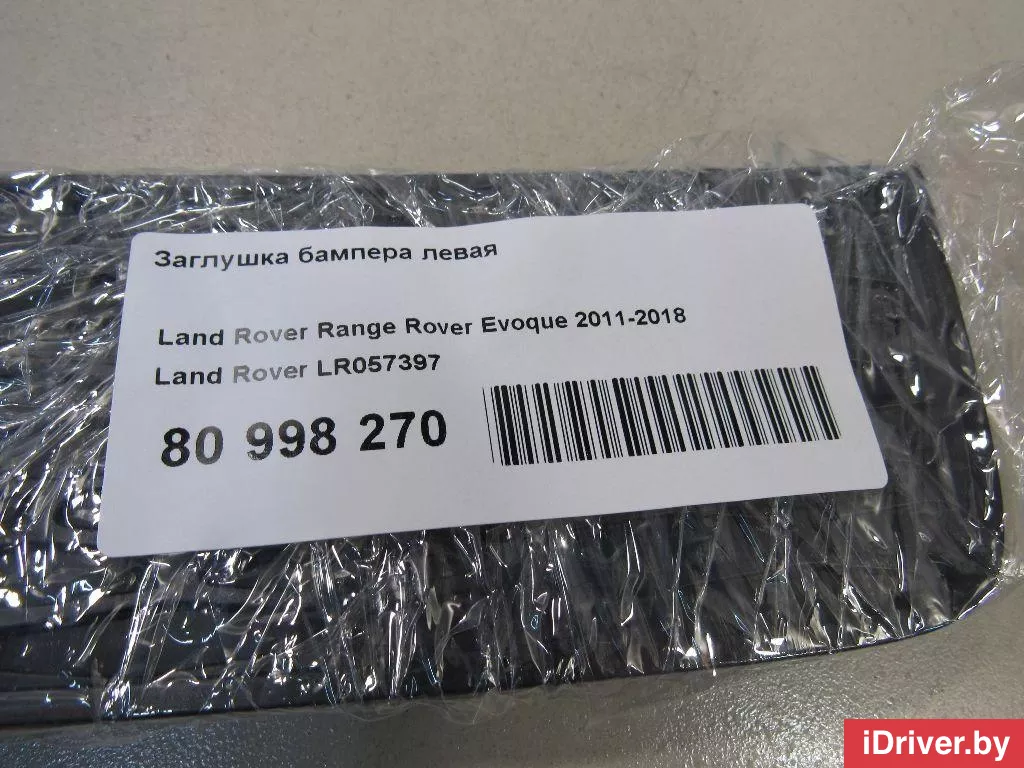 Заглушка бампера левая
Land Rover Range Rover Evoque 2011-2018
Land Rover LR057397
80 998 270
iDriver.by